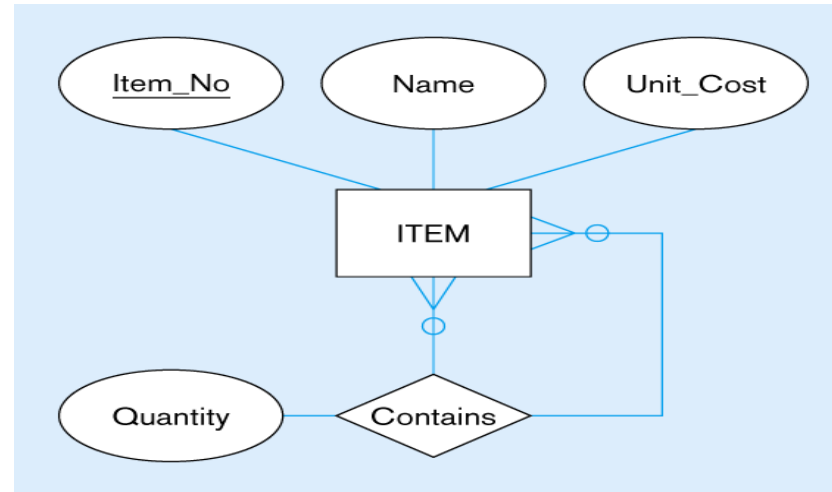 Item_No
Name
Unit_Cost
ITEM
Quantity
Contains